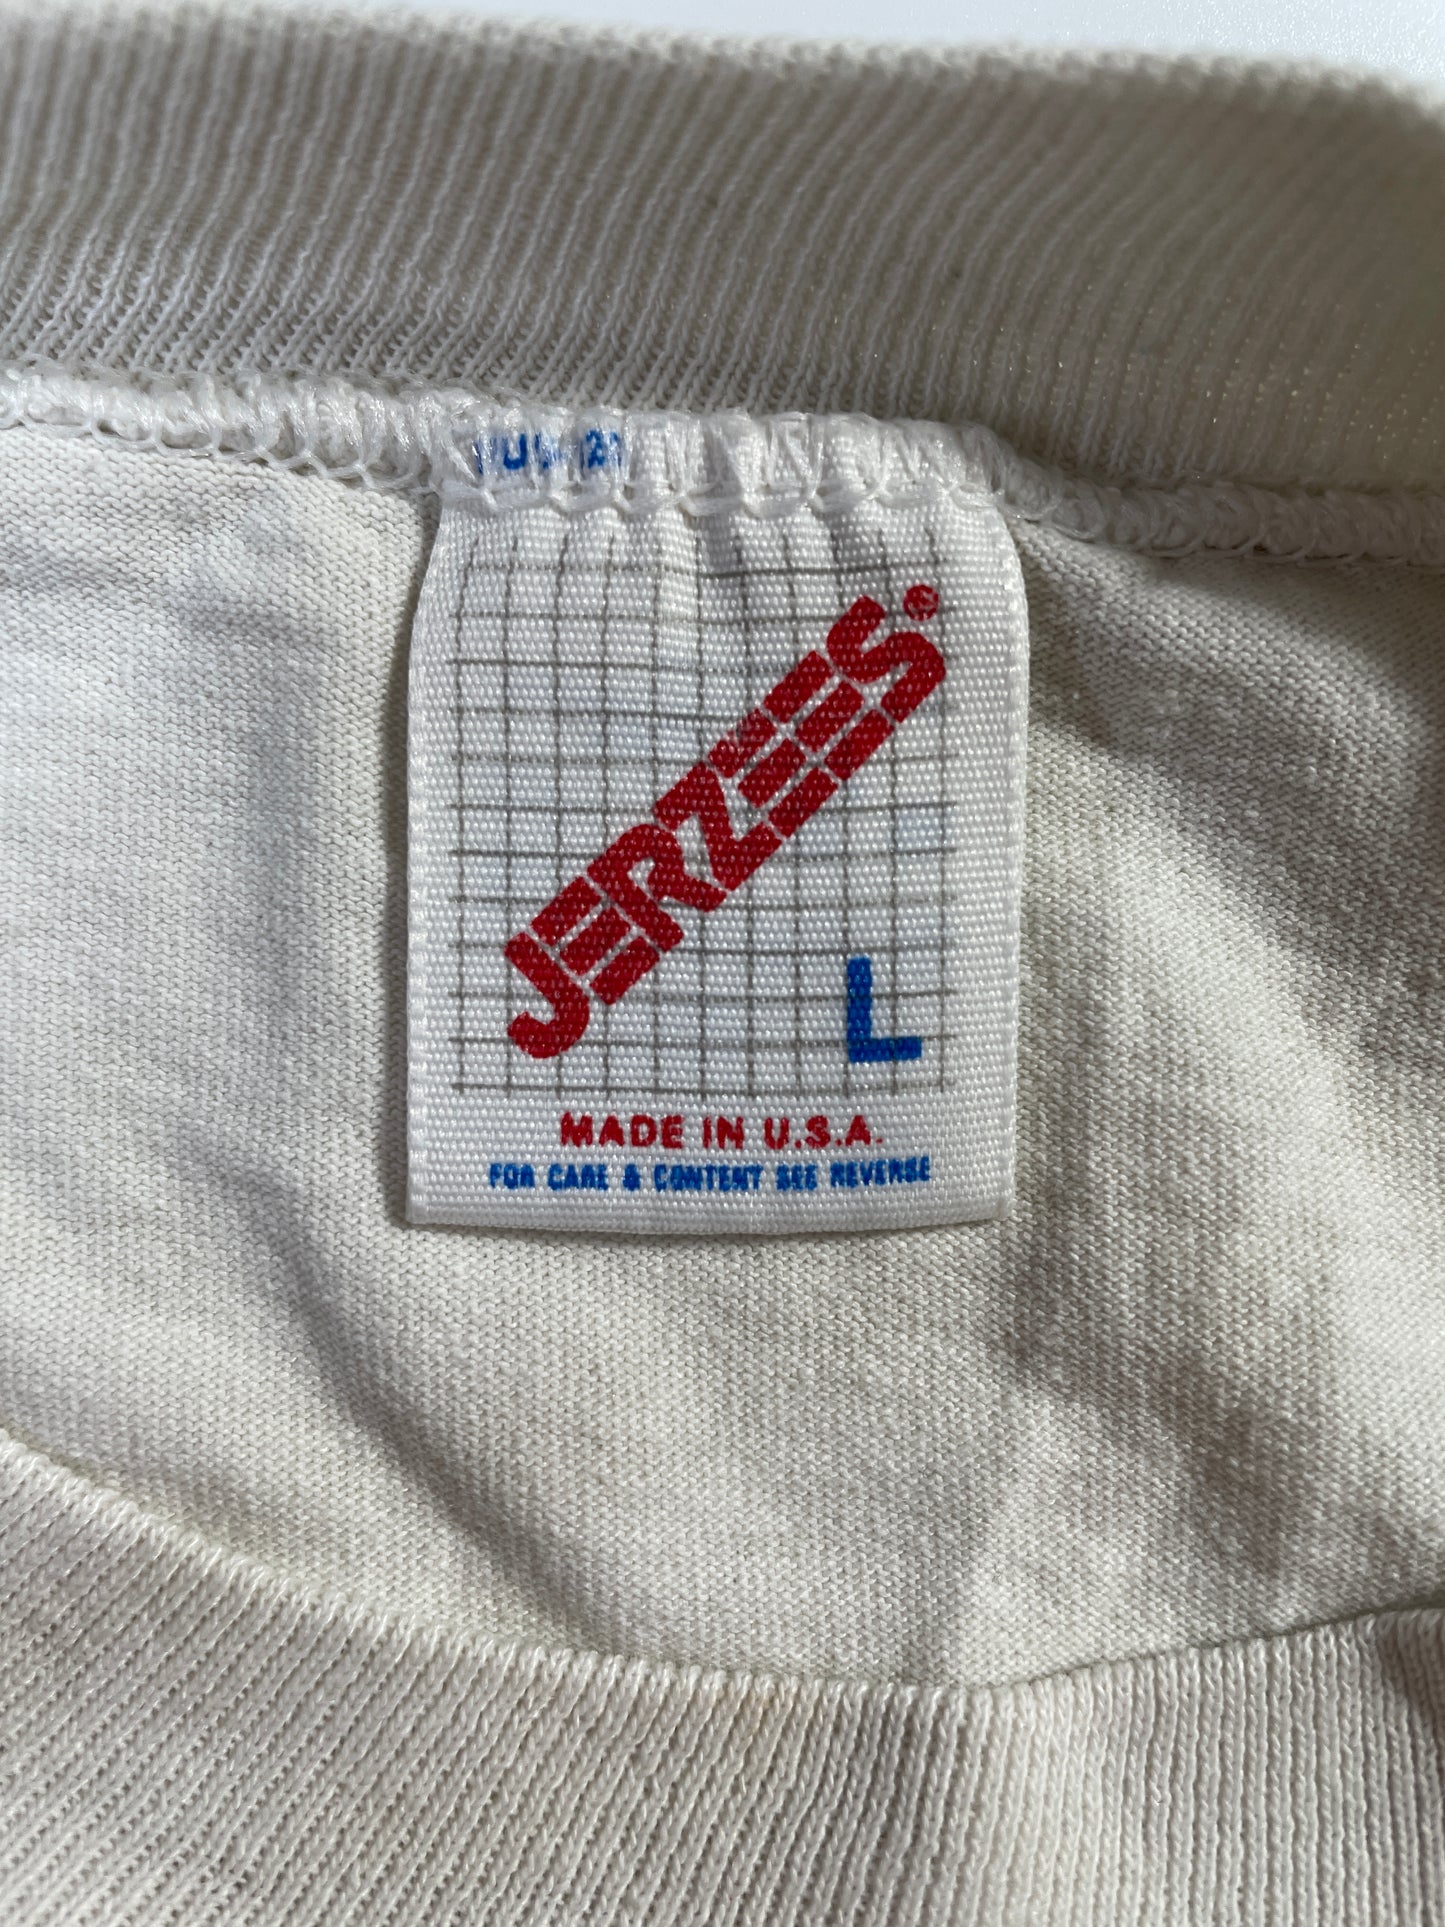 JERZEES®
L
MADE IN U.S.A.
FOR CARE & CONTENT SEE REVERSE